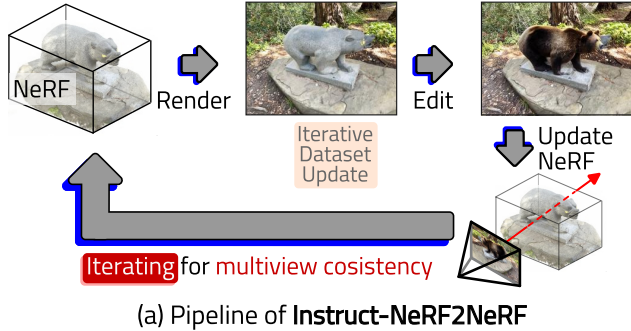 NeRF
Render
Edit
Iterative
Dataset
Update
Update
NeRF
Iterating for multiview cosistency
(a) Pipeline of Instruct-NeRF2NeRF